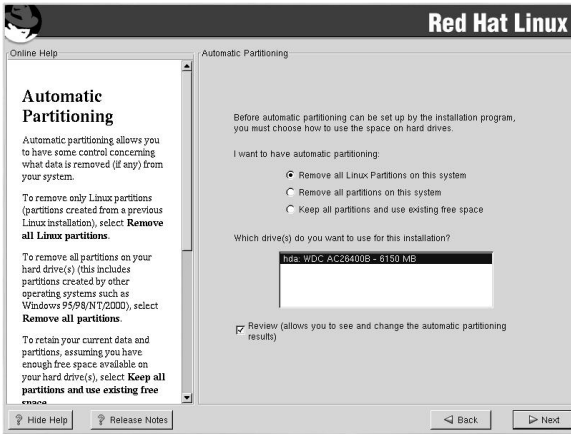 Red Hat Linux
Online Help
Automatic
Partitioning
Automatic partitioning allows you
to have some control concerning
what data is removed (if any) from
your system.
To remove only Linux partitions
(partitions created from a previous
Linux installation), select Remove
all Linux partitions.
To remove all partitions on your
hard drive(s) (this includes
partitions created by other
operating systems such as
Windows 95/98/NT/2000), select
Remove all partitions.
To retain your current data and
partitions, assuming you have
enough free space available on
your hard drive(s), select Keep all
partitions and use existing free
space
Automatic Partitioning
Before automatic partitioning can be set up by the installation program,
you must choose how to use the space on hard drives.
I want to have automatic partitioning:
Remove all Linux Partitions on this system
Remove all partitions on this system
Keep all partitions and use existing free space
Which drive(s) do you want to use for this installation?
hda: WDC AC26400B - 6150 MB
Review (allows you to see and change the automatic partitioning
results)
Hide Help
Release Notes
Back
Next